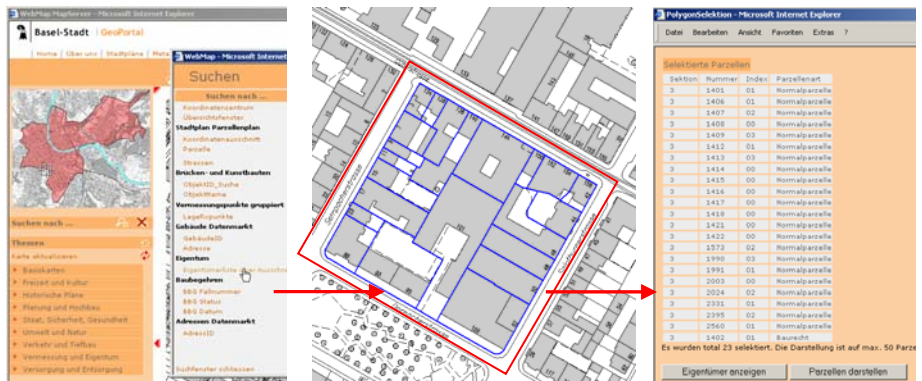 WebMap MapServer - Microsoft Internet Explorer
Basel-Stadt | GeoPortal
Home | Über uns | Stadtpläne | Meta
Suchen nach ...
Themen
Karte aktualisieren
Basiskarten
Freizeit und Kultur
Historische Pläne
Planung und Hochbau
Staat, Sicherheit, Gesundheit
Umwelt und Natur
Verkehr und Tiefbau
Vermessung und Eigentum
Versorgung und Entsorgung
WebMap - Microsoft Internet
Suchen
Suchen nach ...
Koordinatenzentrum
Übersichtsfenster
Stadtplan Parzellenplan
Koordinatenausschnitt
Parzelle
Strassen
Brücken- und Kunstbauten
ObjektID_Suche
ObjektName
Vermessungspunkte gruppiert
Lagefixpunkte
Gebäude Datenmarkt
GebäudeID
Adresse
Eigentum
Baubegehren
BBG Fallnummer
BBG Status
BBG Datum
Adressen Datenmarkt
AdressID
Suchfenster schliessen
Sempacherstrasse
PolygonSelektion - Microsoft Internet Explorer
Datei Bearbeiten Ansicht Favoriten Extras ?
Selektierte Parzellen
Sektion Nummer Index Parzellenart
3 1401 01 Normalparzelle
3 1406 01 Normalparzelle
3 1407 02 Normalparzelle
3 1408 00 Normalparzelle
3 1409 03 Normalparzelle
3 1412 01 Normalparzelle
3 1413 03 Normalparzelle
3 1414 00 Normalparzelle
3 1415 00 Normalparzelle
3 1416 00 Normalparzelle
3 1417 00 Normalparzelle
3 1418 00 Normalparzelle
3 1421 00 Normalparzelle
3 1422 00 Normalparzelle
3 1573 02 Normalparzelle
3 1990 03 Normalparzelle
3 1991 01 Normalparzelle
3 2003 00 Normalparzelle
3 2024 02 Normalparzelle
3 2331 01 Normalparzelle
3 2395 02 Normalparzelle
3 2560 01 Normalparzelle
3 1402 01 Baurecht
Es wurden total 23 selektiert. Die Darstellung ist auf max. 50 Parze
Eigentümer anzeigen Parzellen darstellen